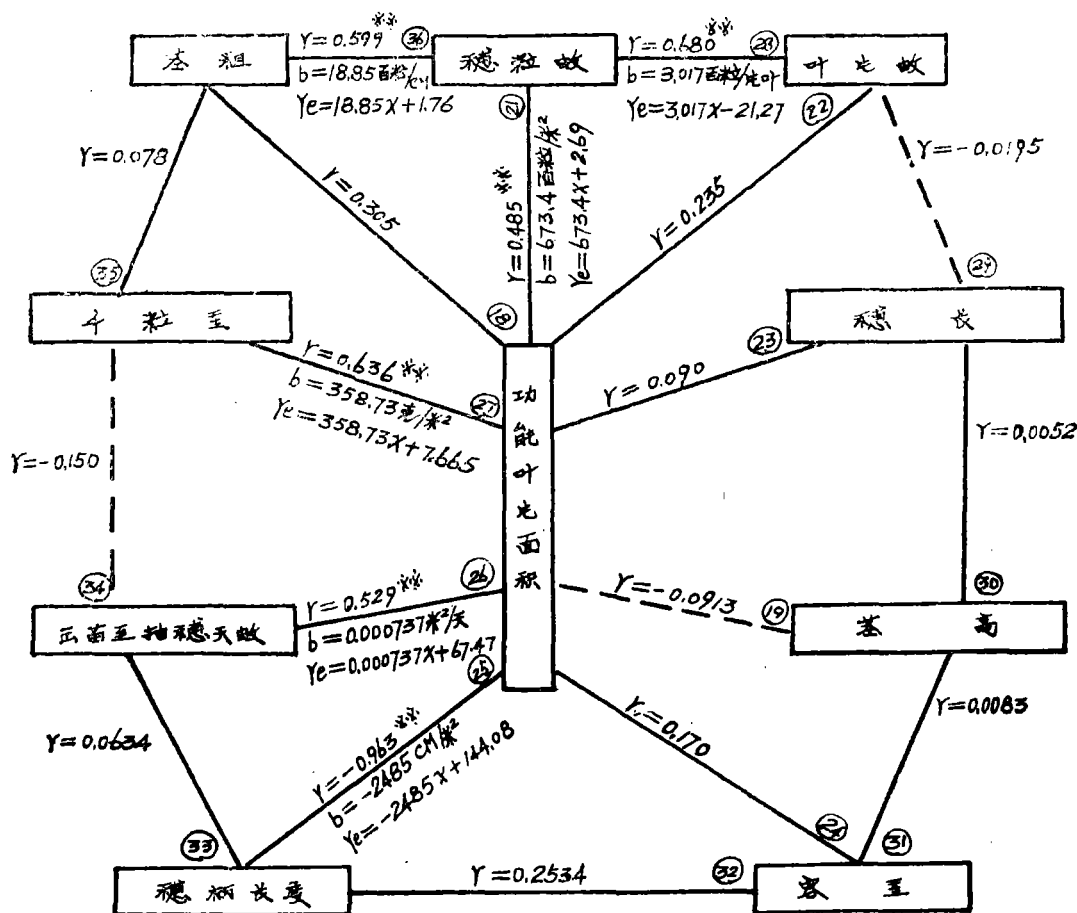 γ=0.599※※ ㊱
γ=0.680※※ ㉘
茎粗
穗粒数
叶片数
b=18.85百粒/cm
Ye=18.85X+1.76
b=3.017百粒/片叶
Ye=3.017X-21.27
㉑
㉒
γ=0.078
γ=0.305
γ=0.485※※
b=673.4百粒/米²
Ye=673.4X+2.69
γ=0.235
γ=-0.0195
㉟
㉙
千粒重
穗长
⑱
㉓
γ=0.636※※
b=358.73克/米²
Ye=358.73X+7.665
㉗
功能叶片面积
γ=0.090
γ=-0.150
γ=0.0052
㉞
㉖
γ=-0.0913
⑲
㉚
出苗至抽穗天数
γ=0.529※※
b=0.000737米²/天
Ye=0.000737X+67.47
茎高
㉕
γ=0.0634
γ=-0.963※※
b=-2485CM/米²
Ye=-2485X+144.08
γ=0.170
γ=0.0083
㉝
㉔
㉛
穗柄长度
γ=0.2534
㉜
容重